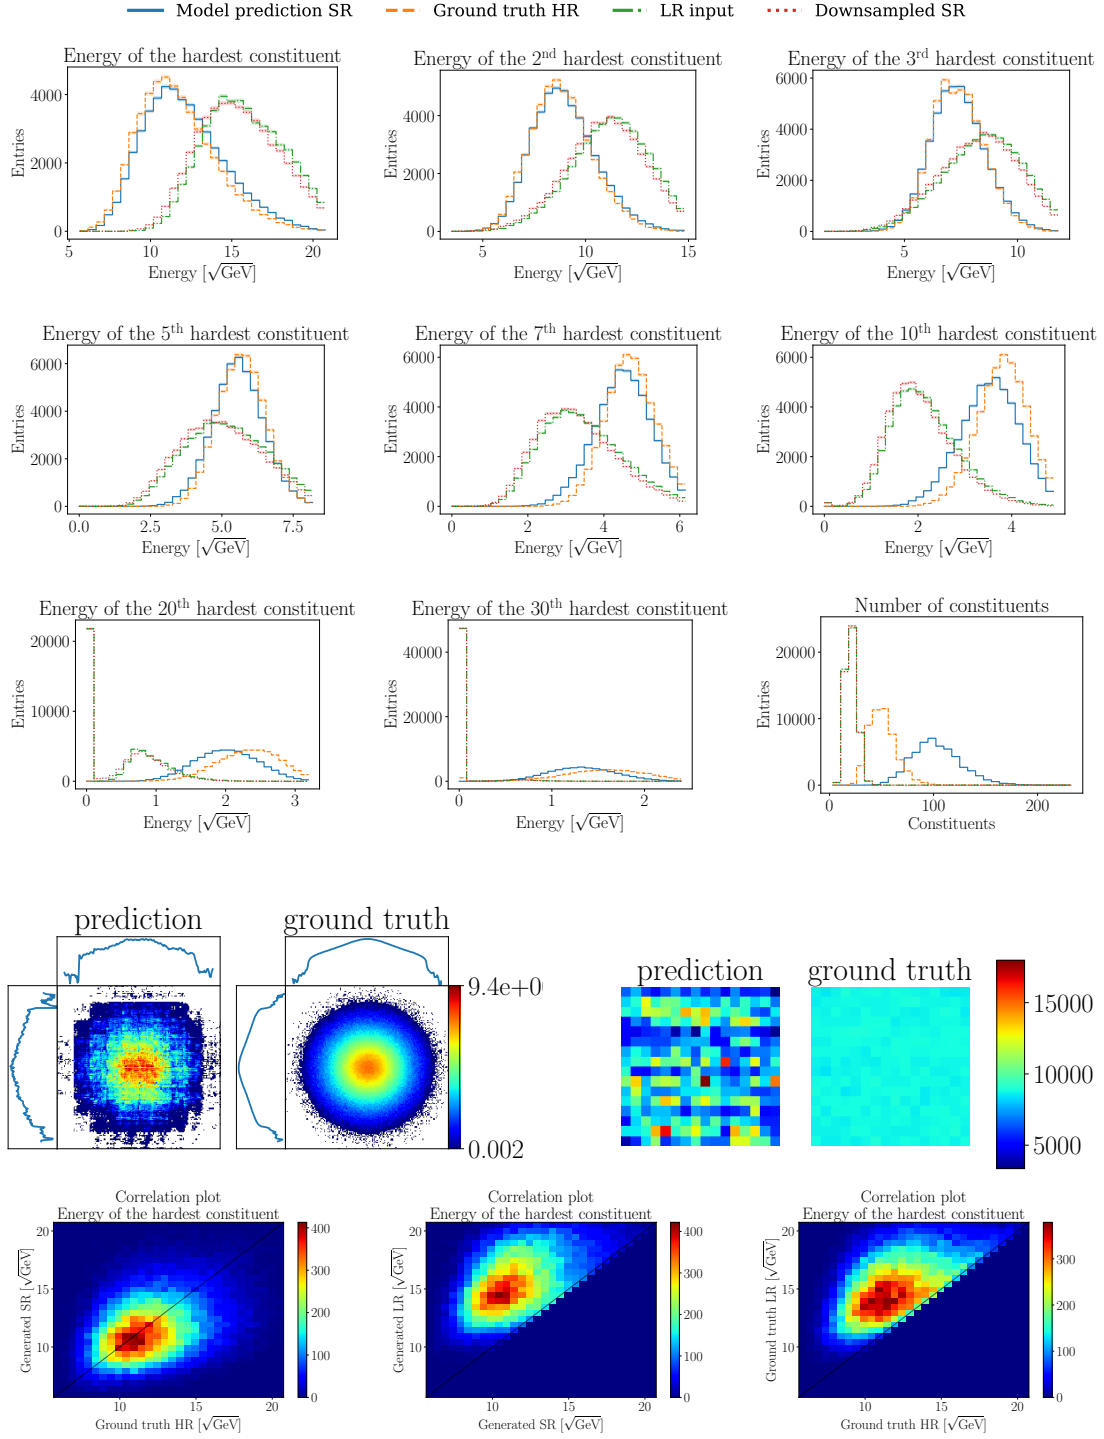 Model prediction SR Ground truth HR LR input Downsampled SR
Energy of the hardest constituent
Entries
4000
2000
0
5 10 15 20
Energy [√GeV]
Energy of the 2nd hardest constituent
Entries
5000
4000
3000
2000
1000
0
5 10 15
Energy [√GeV]
Energy of the 3rd hardest constituent
Entries
6000
4000
2000
0
5 10
Energy [√GeV]
Energy of the 5th hardest constituent
Entries
6000
4000
2000
0
0.0 2.5 5.0 7.5
Energy [√GeV]
Energy of the 7th hardest constituent
Entries
6000
4000
2000
0
0 2 4 6
Energy [√GeV]
Energy of the 10th hardest constituent
Entries
6000
4000
2000
0
0 2 4
Energy [√GeV]
Energy of the 20th hardest constituent
Entries
20000
10000
0
0 1 2 3
Energy [√GeV]
Energy of the 30th hardest constituent
Entries
40000
20000
0
0 1 2
Energy [√GeV]
Number of constituents
Entries
20000
10000
0
0 100 200
Constituents
prediction
ground truth
9.4e+0
0.002
prediction
ground truth
15000
10000
5000
Correlation plot
Energy of the hardest constituent
Generated SR [√GeV]
20
15
10
10 15 20
Ground truth HR [√GeV]
400
300
200
100
0
Correlation plot
Energy of the hardest constituent
Generated LR [√GeV]
20
15
10
10 15 20
Generated SR [√GeV]
400
300
200
100
0
Correlation plot
Energy of the hardest constituent
Ground truth LR [√GeV]
20
15
10
10 15 20
Ground truth HR [√GeV]
300
200
100
0